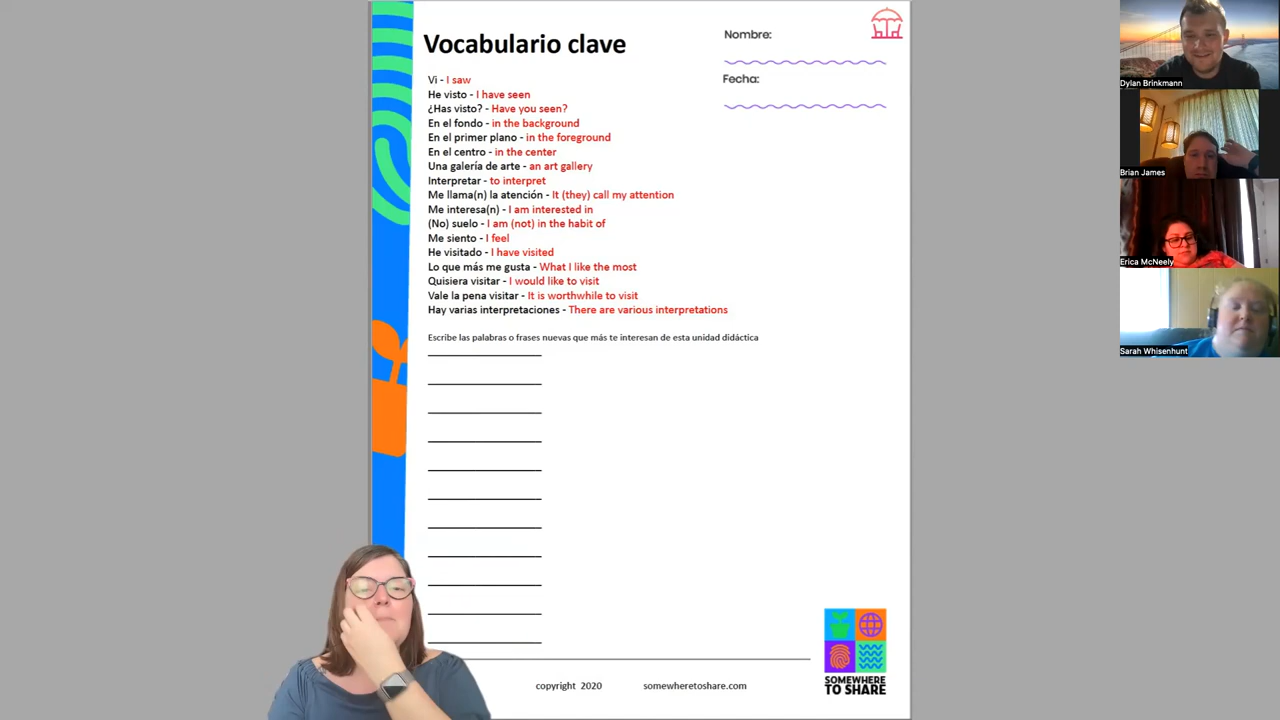 Vocabulario clave
Nombre:
Fecha:
Vi - I saw
He visto - I have seen
¿Has visto? - Have you seen?
En el fondo - in the background
En el primer plano - in the foreground
En el centro - in the center
Una galería de arte - an art gallery
Interpretar - to interpret
Me llama(n) la atención - It (they) call my attention
Me interesa(n) - I am interested in
(No) suelo - I am (not) in the habit of
Me siento - I feel
He visitado - I have visited
Lo que más me gusta - What I like the most
Quisiera visitar - I would like to visit
Vale la pena visitar - It is worthwhile to visit
Hay varias interpretaciones - There are various interpretations
Escribe las palabras o frases nuevas que más te interesan de esta unidad didáctica
copyright 2020 somewheretoshare.com
SOMEWHERE
TO SHARE
Dylan Brinkmann
Brian James
Erica McNeely
Sarah Whisenhunt